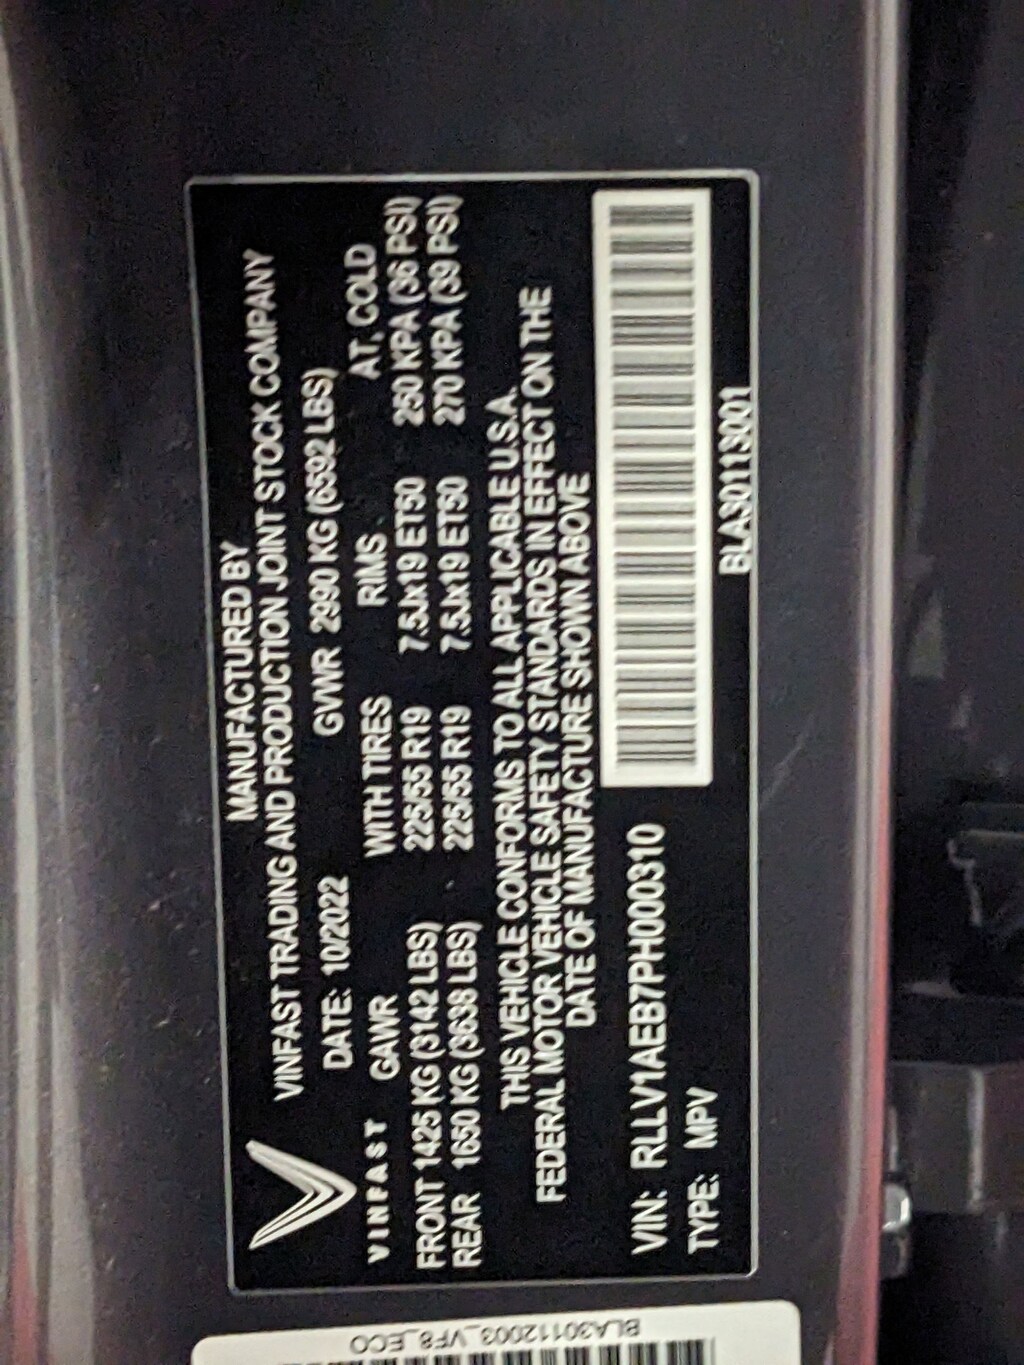 MANUFACTURED BY
VINFAST TRADING AND PRODUCTION JOINT STOCK COMPANY
DATE: 10/2022 GVWR 2990 KG (6592 LBS)
VINFAST GAWR WITH TIRES RIMS AT, COLD
FRONT 1425 KG (3142 LBS) 225/55 R19 7.5Jx19 ET50 250 KPA (36 PSI)
REAR 1650 KG (3638 LBS) 225/55 R19 7.5Jx19 ET50 270 KPA (39 PSI)
THIS VEHICLE CONFORMS TO ALL APPLICABLE U.S.A.
FEDERAL MOTOR VEHICLE SAFETY STANDARDS IN EFFECT ON THE
DATE OF MANUFACTURE SHOWN ABOVE
VIN: RLLV1AEB7PH000310
TYPE: MPV
BLA30113001
BLA30112003_VF8_ECO